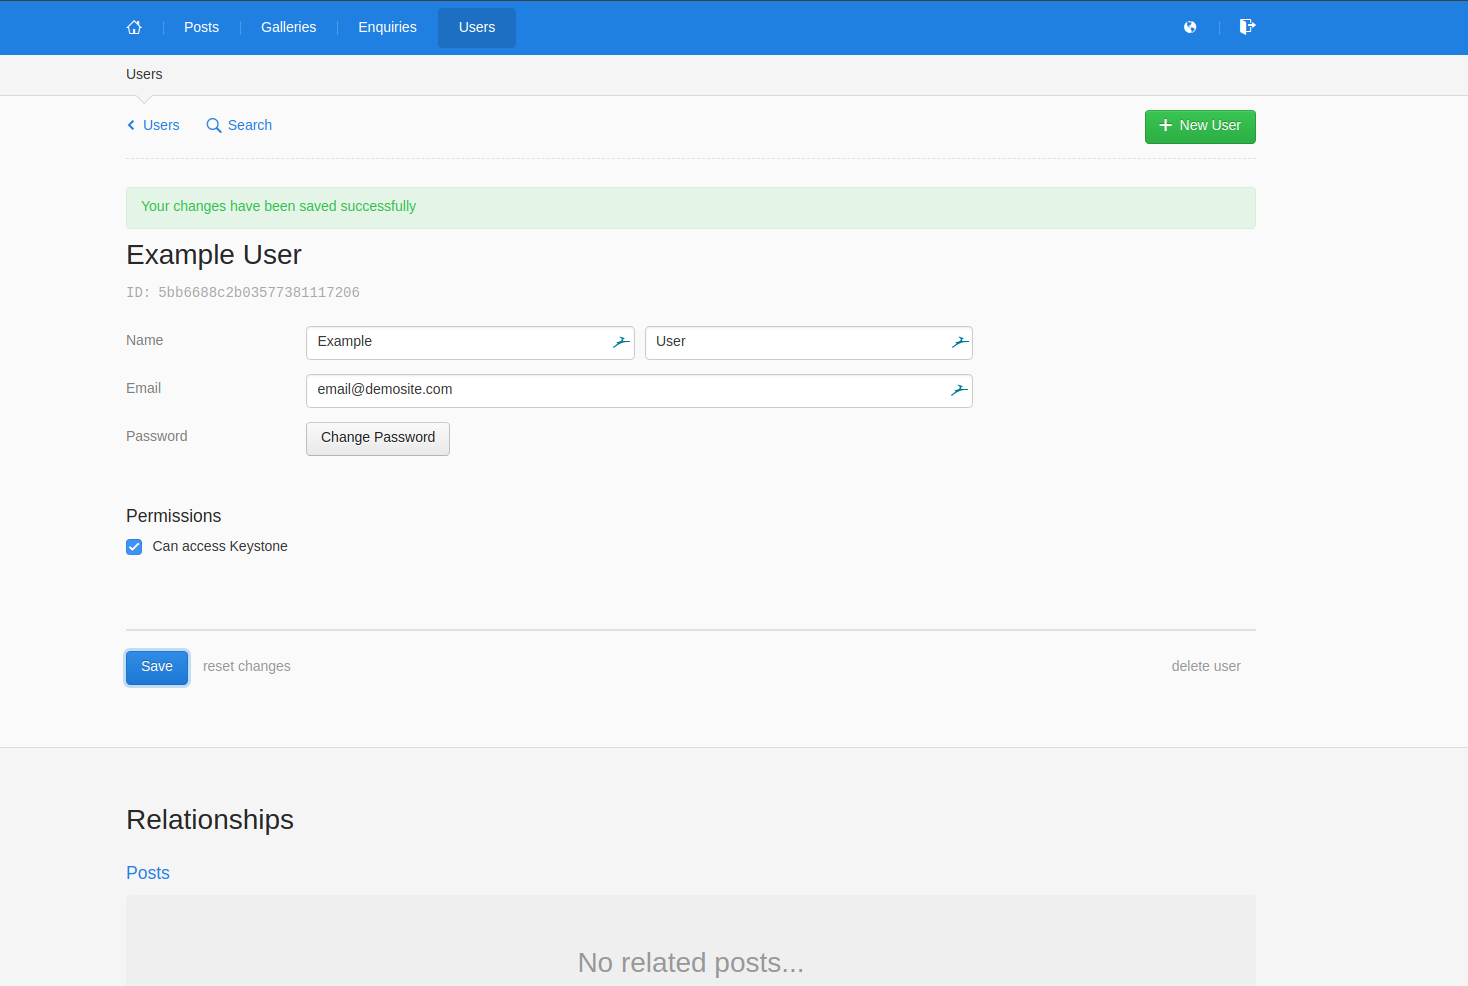 Posts Galleries Enquiries Users
Users
Users Search New User
Your changes have been saved successfully
Example User
ID: 5bb6688c2b03577381117206
Name Example User
Email email@demosite.com
Password Change Password
Permissions
Can access Keystone
Save reset changes delete user
Relationships
Posts
No related posts...